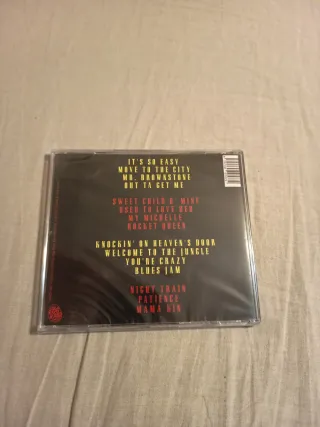 IT'S SO EASY
MOVE TO THE CITY
MR. BROWNSTONE
OUT TA GET ME
SWEET CHILD O' MINE
USED TO LOVE HER
MY MICHELLE
ROCKET QUEEN
KNOCKIN' ON HEAVEN'S DOOR
WELCOME TO THE JUNGLE
YOU'RE CRAZY
BLUES JAM
NIGHT TRAIN
PATIENCE
MAMA KIN